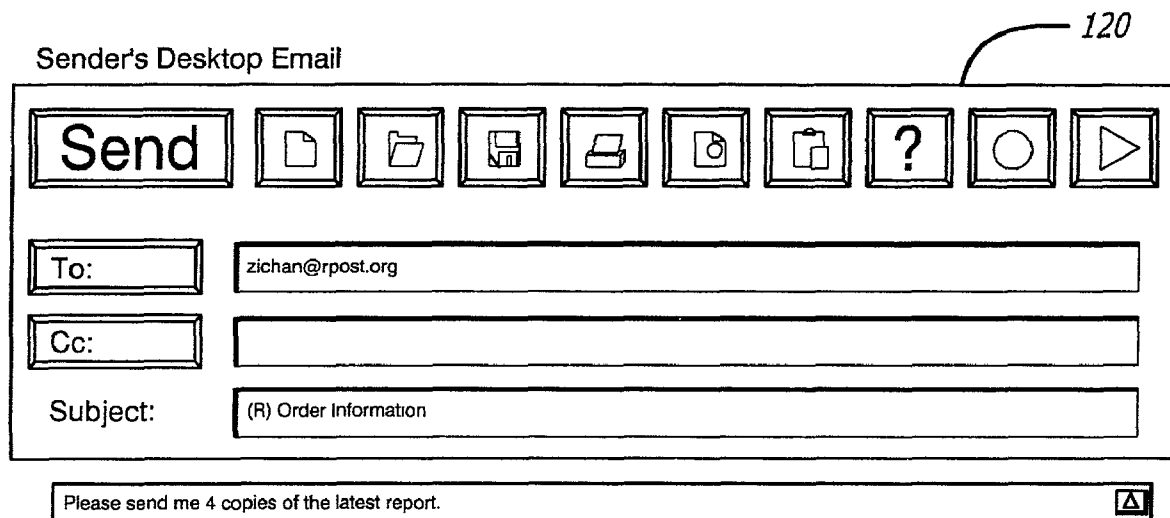 120
Sender's Desktop Email
Send ?
To: zichan@rpost.org
Cc:
Subject: (R) Order Information
Please send me 4 copies of the latest report.